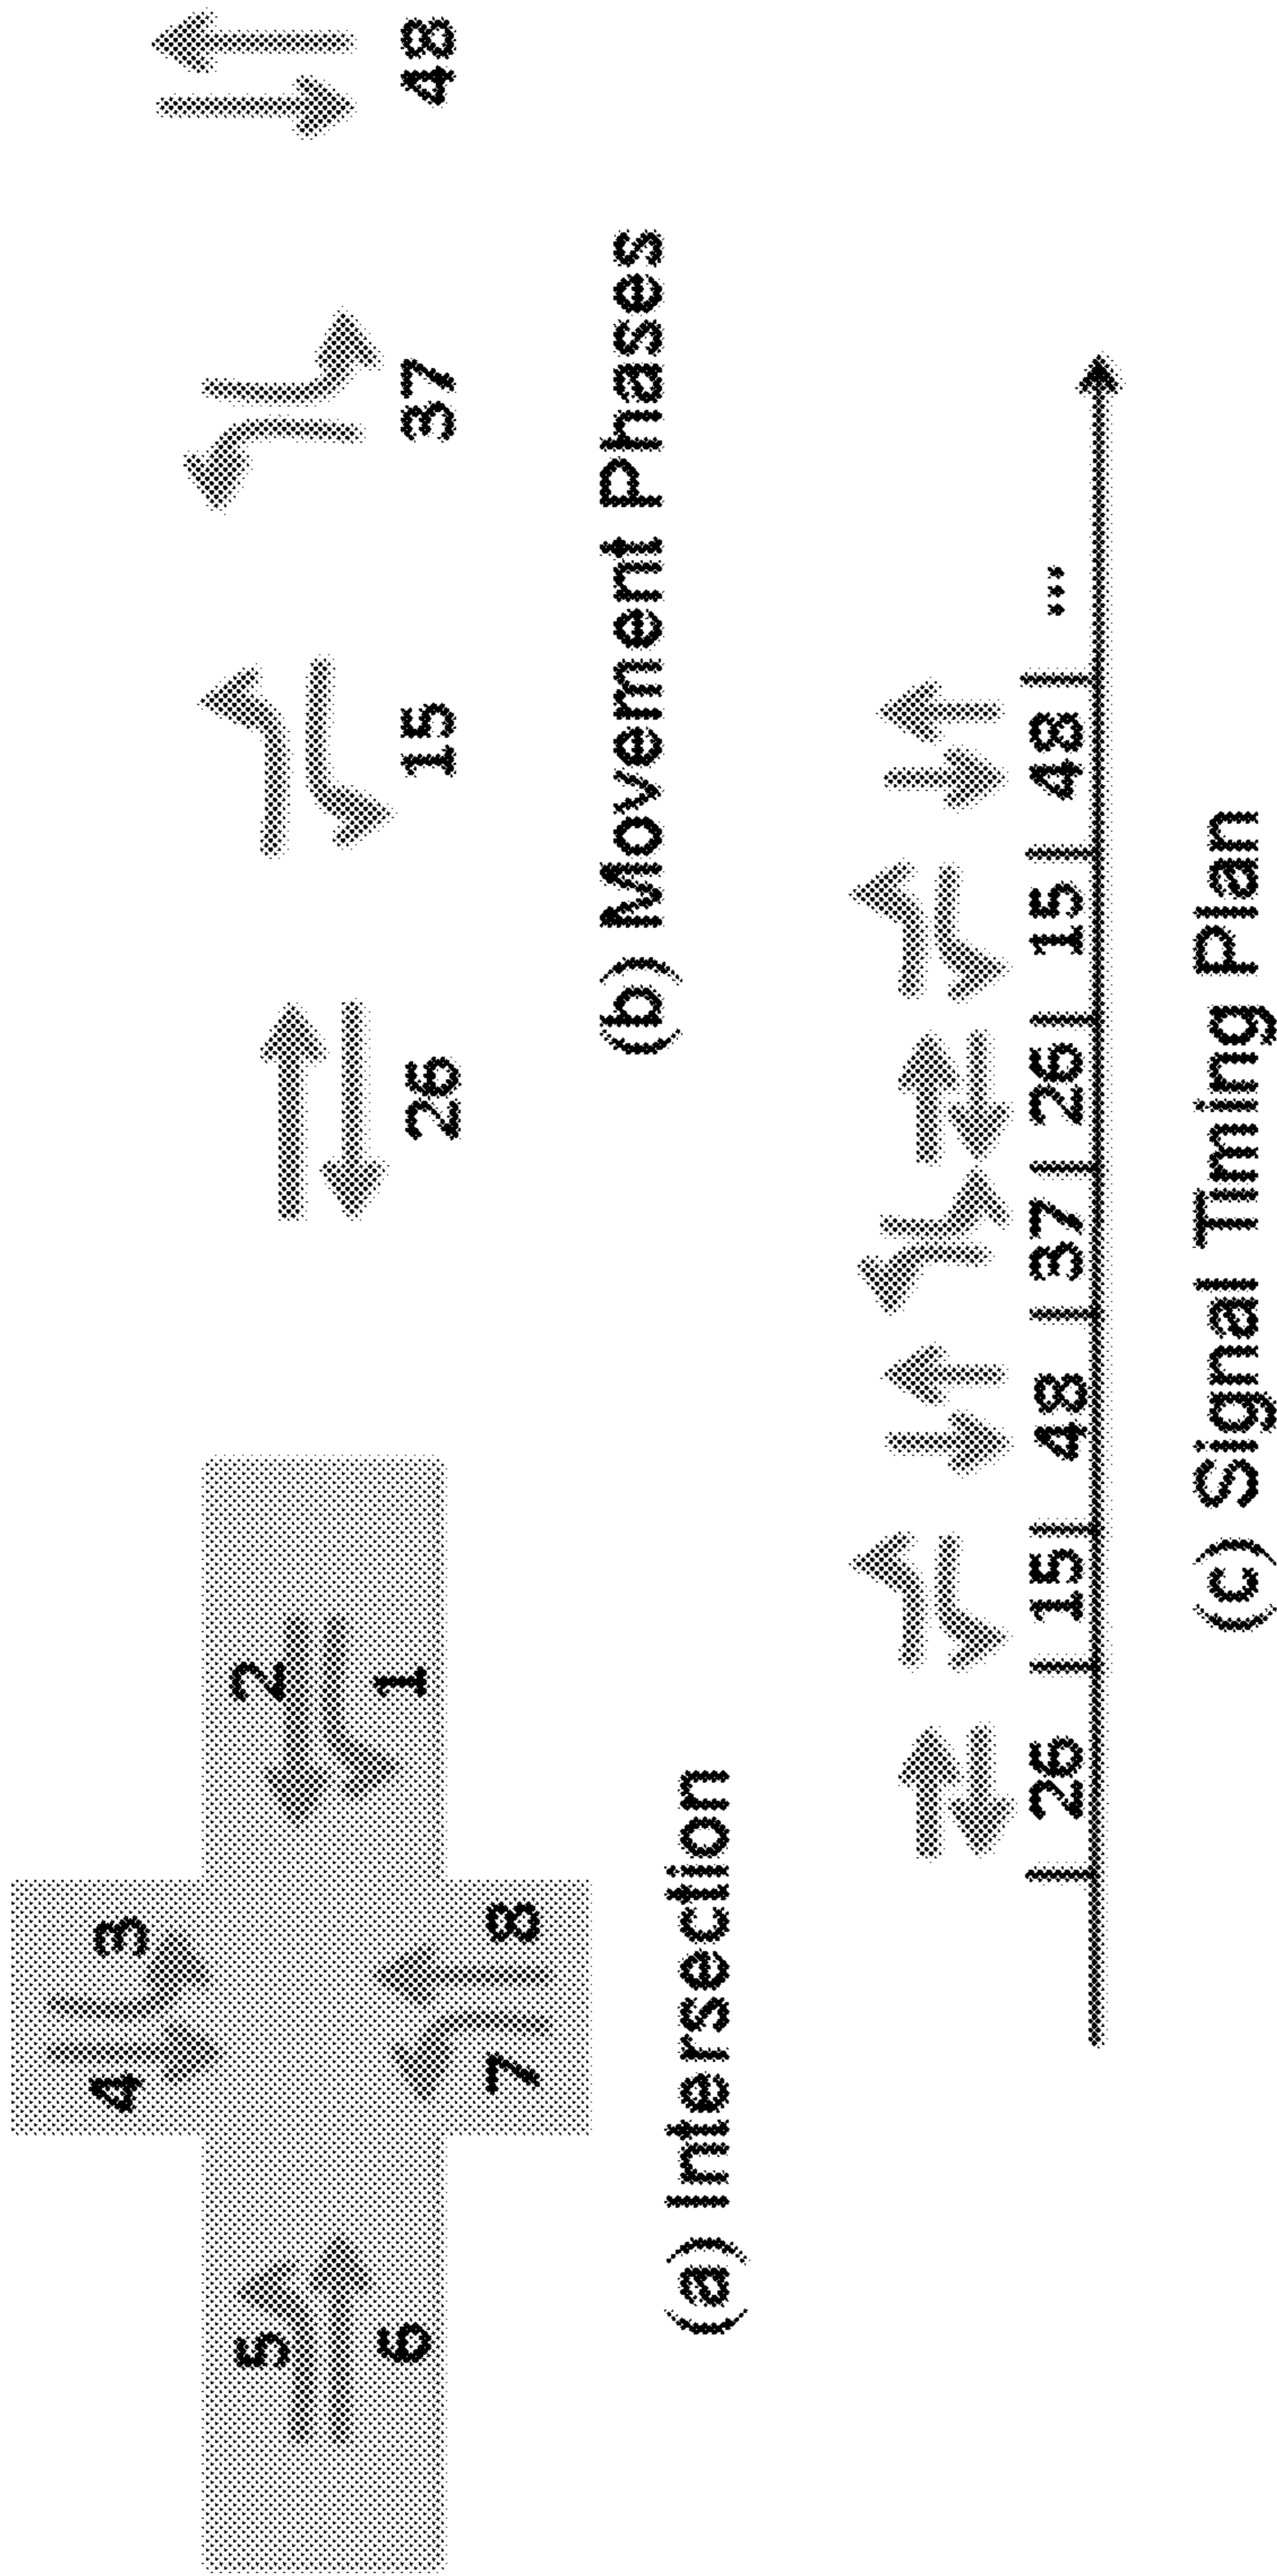 4 3
5 2
6 1
7 8
(a) Intersection
26 15 37 48
(b) Movement Phases
26 15 48 37 26 15 48 ...
(c) Signal Timing Plan